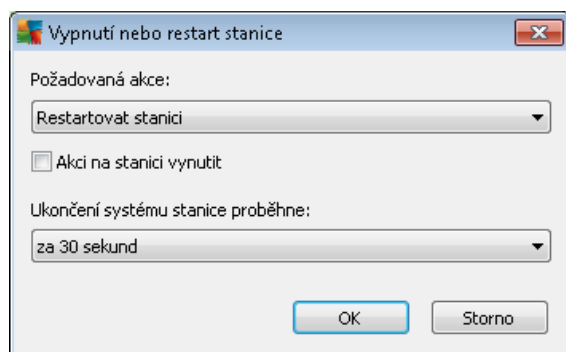 Vypnutí nebo restart stanice
Požadovaná akce:
Restartovat stanici
Akci na stanici vynutit
Ukončení systému stanice proběhne:
za 30 sekund
OK Storno